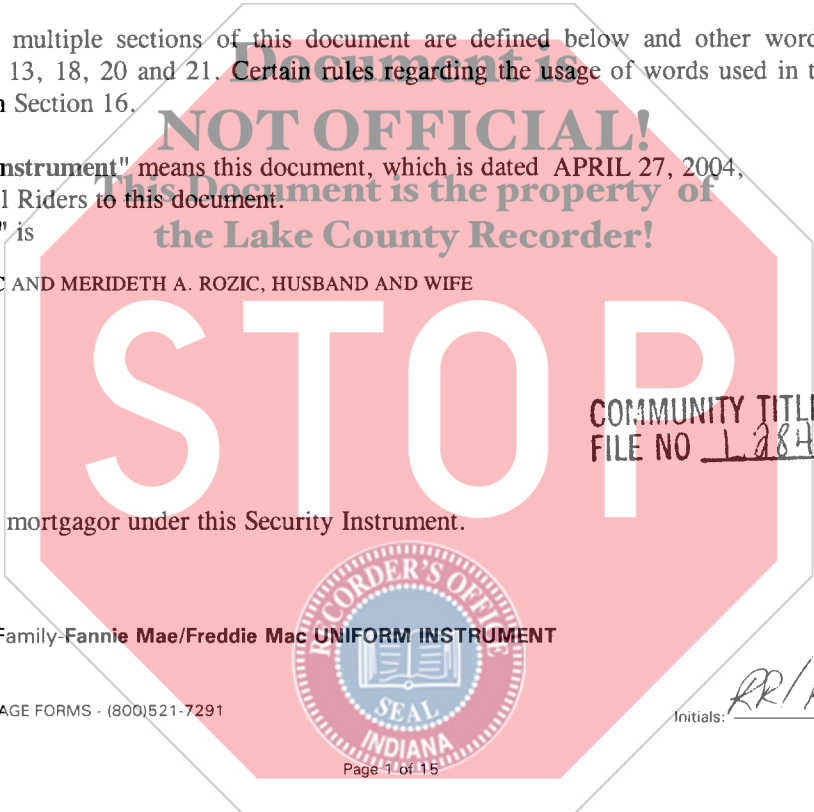 multiple sections of this document are defined below and other word
13, 18, 20 and 21. Certain rules regarding the usage of words used in t
Section 16.
Document is
NOT OFFICIAL!
This Document is the property of
the Lake County Recorder!
nstrument" means this document, which is dated APRIL 27, 2004,
l Riders to this document.
" is
AND MERIDETH A. ROZIC, HUSBAND AND WIFE
STOP
COMMUNITY TITL
FILE NO L284
mortgagor under this Security Instrument.
RECORDER'S OFFICE
SEAL
INDIANA
Family-Fannie Mae/Freddie Mac UNIFORM INSTRUMENT
AGE FORMS - (800)521-7291
Initials: RR/
Page 1 of 15